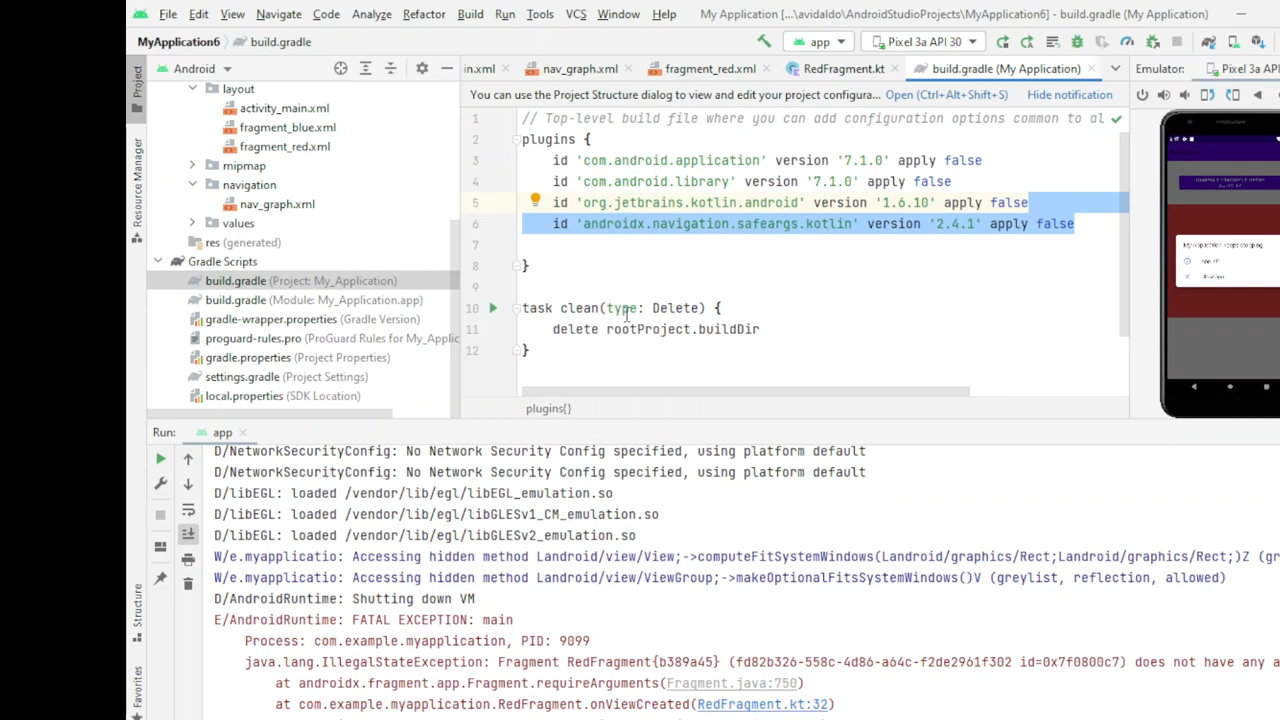 File Edit View Navigate Code Analyze Refactor Build Run Tools VCS Window Help My Application [...\avidaldo\AndroidStudioProjects\MyApplication6] - build.gradle (My Application)
MyApplication6 build.gradle app Pixel 3a API 30
Android in.xml nav_graph.xml fragment_red.xml RedFragment.kt build.gradle (My Application) Emulator: Pixel 3a API
Project
Resource Manager
Structure
Favorites
layout
activity_main.xml
fragment_blue.xml
fragment_red.xml
mipmap
navigation
nav_graph.xml
values
res (generated)
Gradle Scripts
build.gradle (Project: My_Application)
build.gradle (Module: My_Application.app)
gradle-wrapper.properties (Gradle Version)
proguard-rules.pro (ProGuard Rules for My_Applic
gradle.properties (Project Properties)
settings.gradle (Project Settings)
local.properties (SDK Location)
You can use the Project Structure dialog to view and edit your project configura... Open (Ctrl+Alt+Shift+S) Hide notification
1 // Top-level build file where you can add configuration options common to al
2 plugins {
3 id 'com.android.application' version '7.1.0' apply false
4 id 'com.android.library' version '7.1.0' apply false
5 id 'org.jetbrains.kotlin.android' version '1.6.10' apply false
6 id 'androidx.navigation.safeargs.kotlin' version '2.4.1' apply false
7
8 }
9
10 task clean(type: Delete) {
11 delete rootProject.buildDir
12 }
plugins{}
My Application keeps stopping
Run: app
D/NetworkSecurityConfig: No Network Security Config specified, using platform default
D/NetworkSecurityConfig: No Network Security Config specified, using platform default
D/libEGL: loaded /vendor/lib/egl/libEGL_emulation.so
D/libEGL: loaded /vendor/lib/egl/libGLESv1_CM_emulation.so
D/libEGL: loaded /vendor/lib/egl/libGLESv2_emulation.so
W/e.myapplicatio: Accessing hidden method Landroid/view/View;->computeFitSystemWindows(Landroid/graphics/Rect;Landroid/graphics/Rect;)Z (g
W/e.myapplicatio: Accessing hidden method Landroid/view/ViewGroup;->makeOptionalFitsSystemWindows()V (greylist, reflection, allowed)
D/AndroidRuntime: Shutting down VM
E/AndroidRuntime: FATAL EXCEPTION: main
Process: com.example.myapplication, PID: 9099
java.lang.IllegalStateException: Fragment RedFragment{b389a45} (fd82b326-558c-4d86-a64c-f2de2961f302 id=0x7f0800c7) does not have any a
at androidx.fragment.app.Fragment.requireArguments(Fragment.java:750)
at com.example.myapplication.RedFragment.onViewCreated(RedFragment.kt:32)